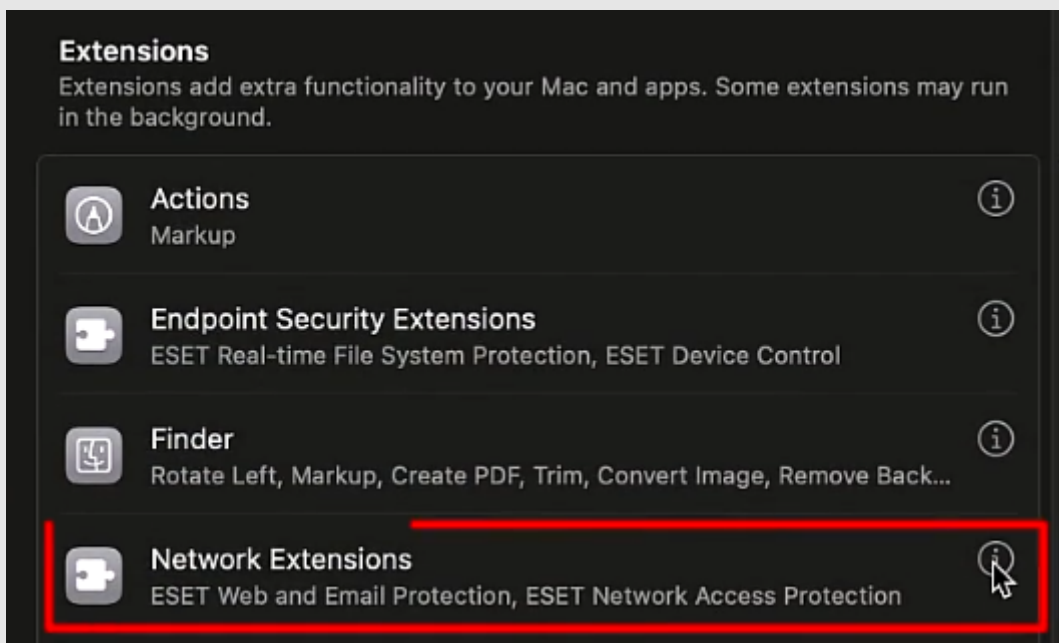 Extensions
Extensions add extra functionality to your Mac and apps. Some extensions may run
in the background.
Actions
Markup
Endpoint Security Extensions
ESET Real-time File System Protection, ESET Device Control
Finder
Rotate Left, Markup, Create PDF, Trim, Convert Image, Remove Back...
Network Extensions
ESET Web and Email Protection, ESET Network Access Protection